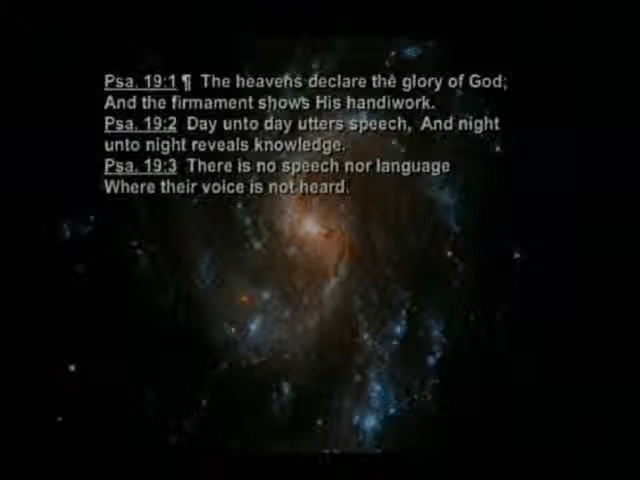 Psa. 19:1 ¶ The heavens declare the glory of God;
And the firmament shows His handiwork.
Psa. 19:2 Day unto day utters speech, And night
unto night reveals knowledge.
Psa. 19:3 There is no speech nor language
Where their voice is not heard.